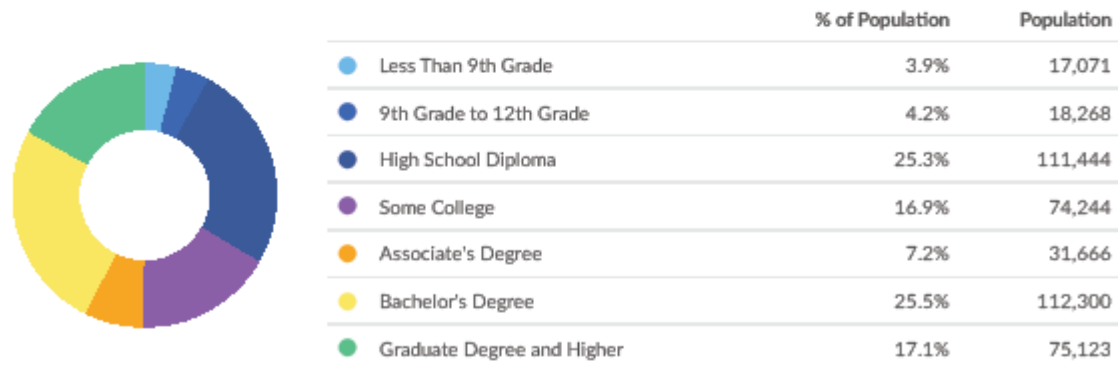 % of Population Population
Less Than 9th Grade 3.9% 17,071
9th Grade to 12th Grade 4.2% 18,268
High School Diploma 25.3% 111,444
Some College 16.9% 74,244
Associate's Degree 7.2% 31,666
Bachelor's Degree 25.5% 112,300
Graduate Degree and Higher 17.1% 75,123